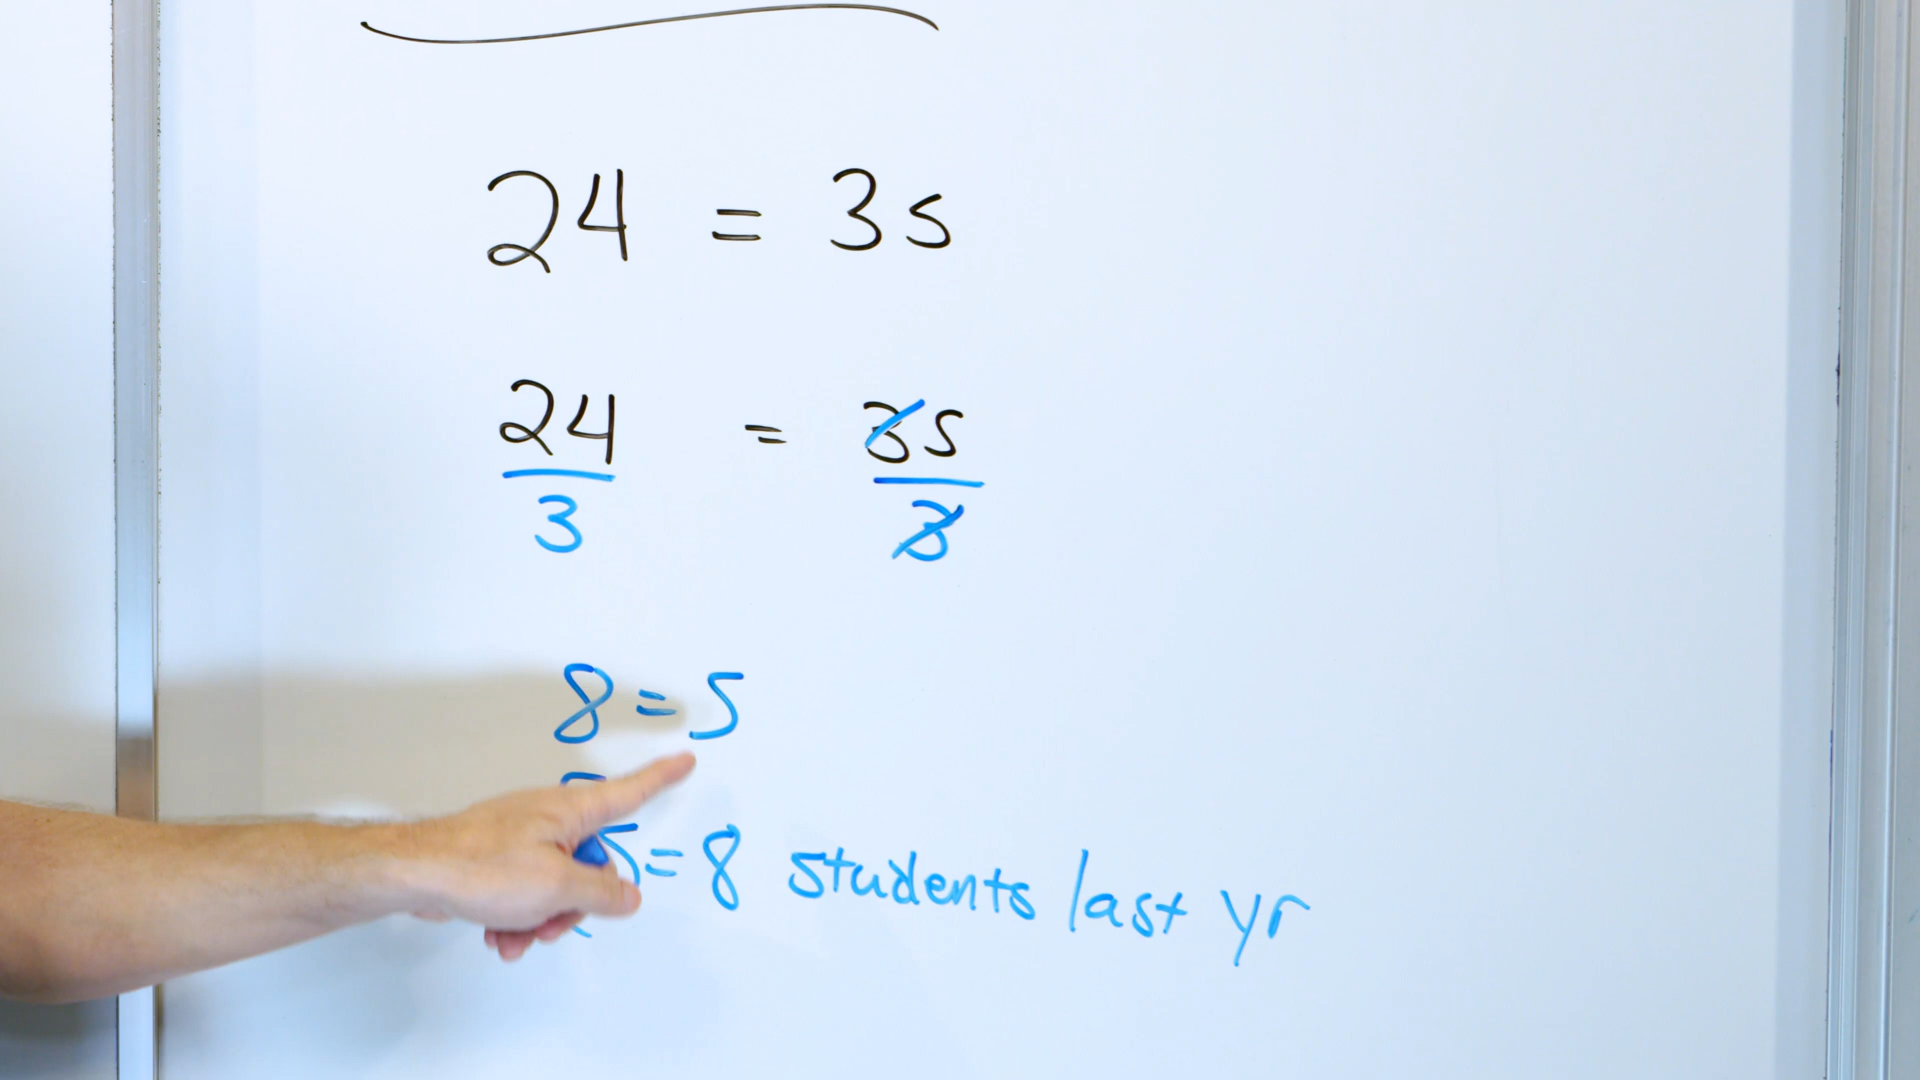 24 = 3s
24 = 3s
3 3
8 = s
s = 8 students last yr